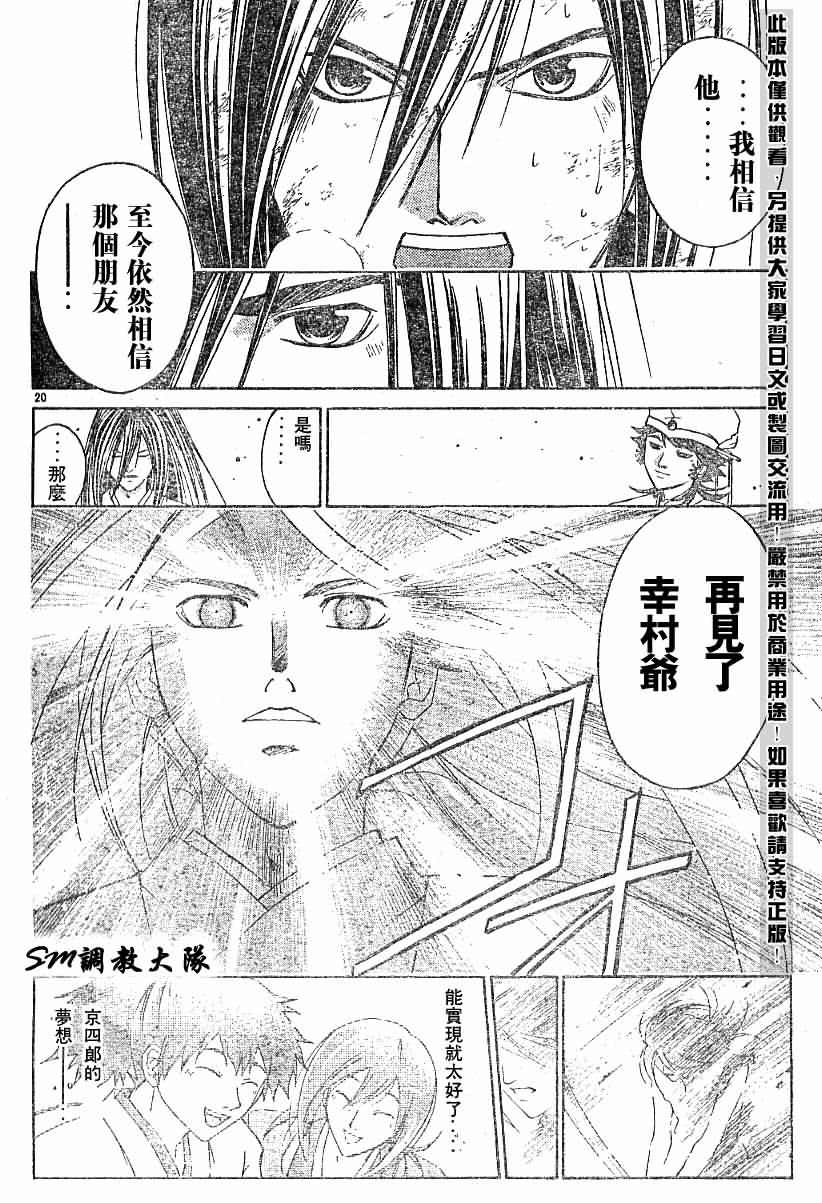 ‥‥我相信
他‥‥‥
至今依然相信
那個朋友
——‥
20
是嗎
‥‥
‥‥那麼
再見了
幸村爺
能實現就太好了‥‥
京四郎的
夢想——
SM調教大隊
此版本僅供觀看，另提供大家學習日文或製圖交流用！嚴禁用於商業用途！如果喜歡請支持正版！